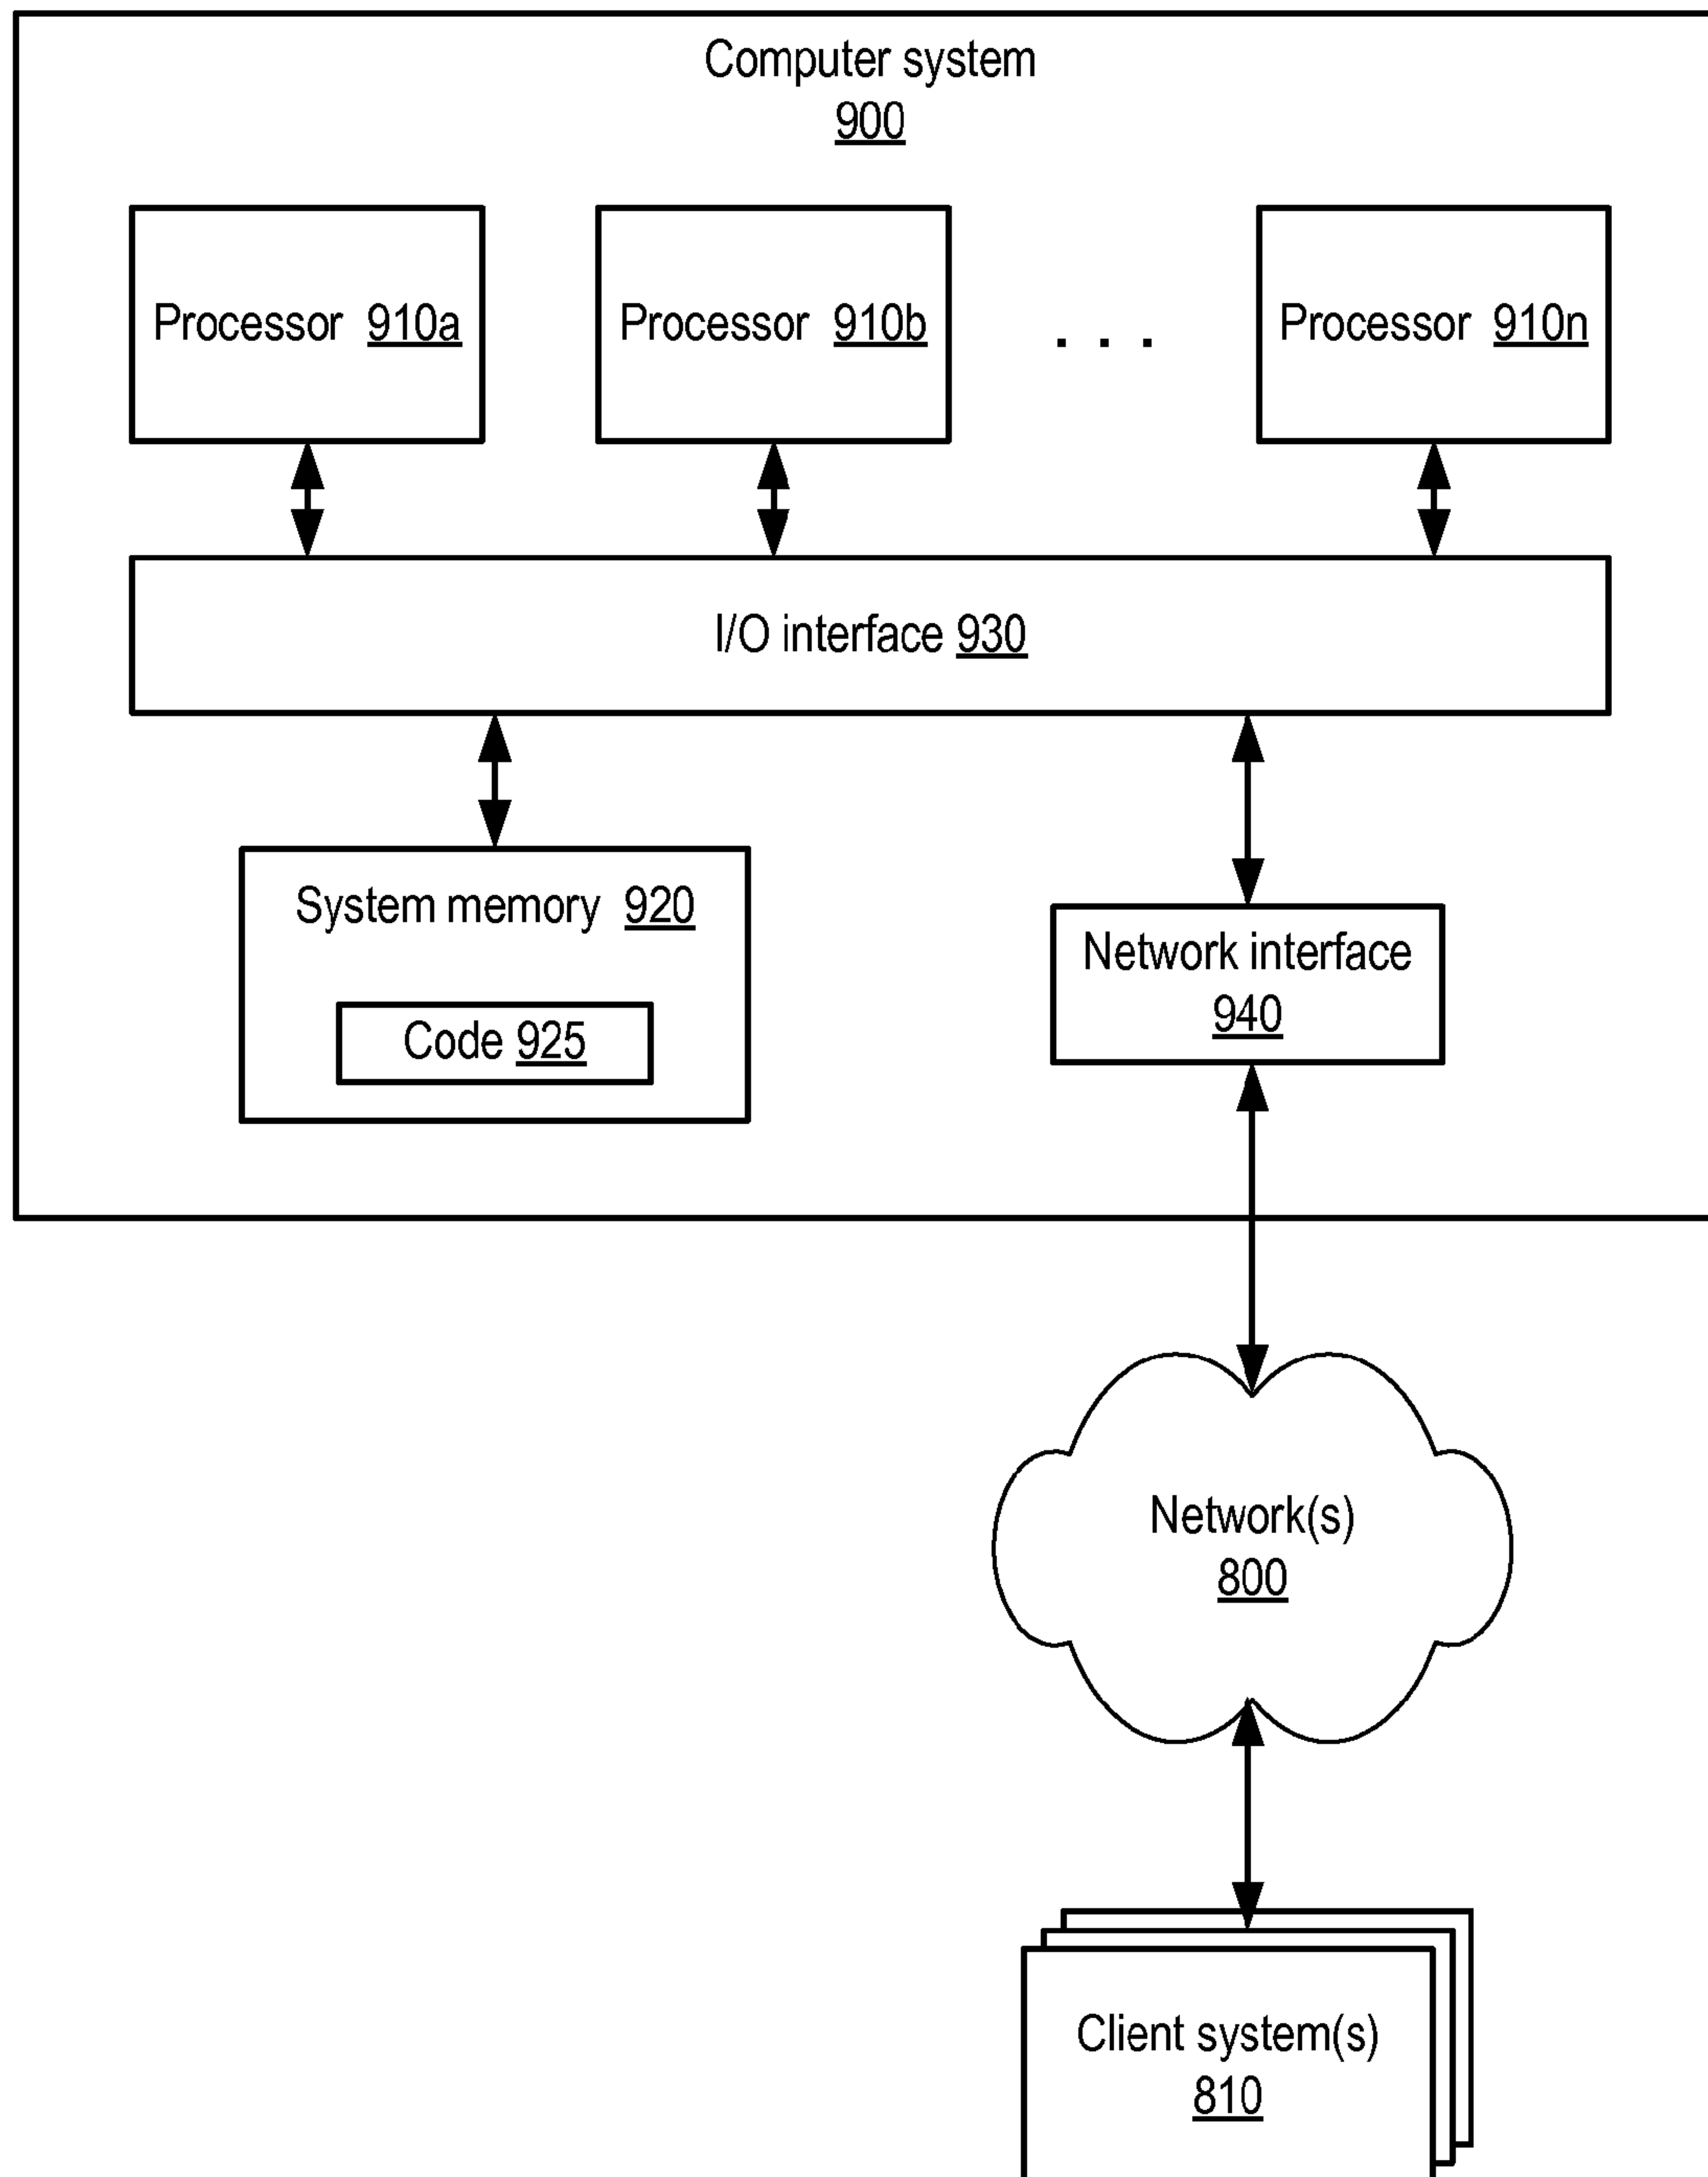 Computer system
900
Processor 910a
Processor 910b
. . .
Processor 910n
I/O interface 930
System memory 920
Code 925
Network interface
940
Network(s)
800
Client system(s)
810